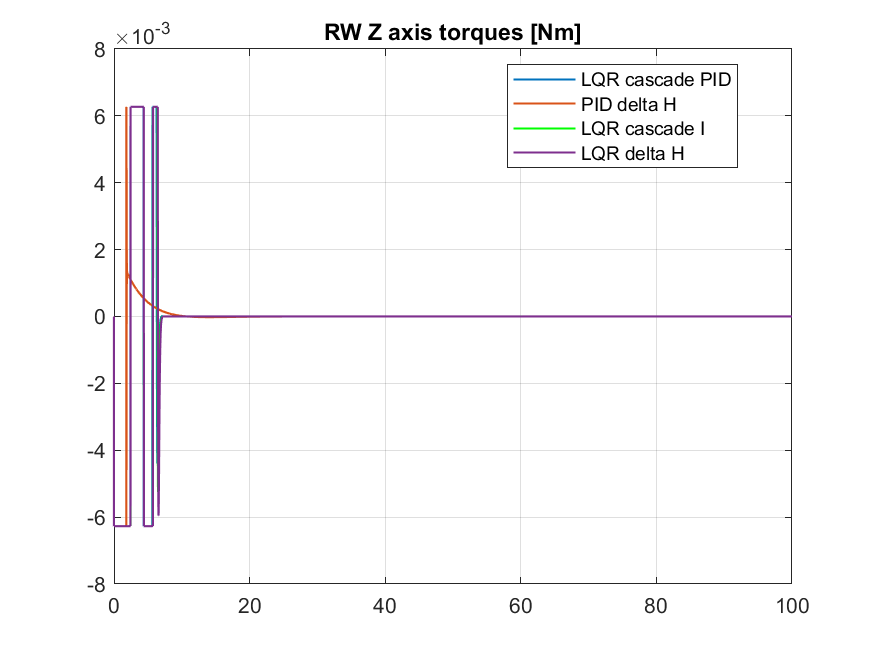 RW Z axis torques [Nm]
×10⁻³
LQR cascade PID
PID delta H
LQR cascade I
LQR delta H
8
6
4
2
0
-2
-4
-6
-8
0 20 40 60 80 100